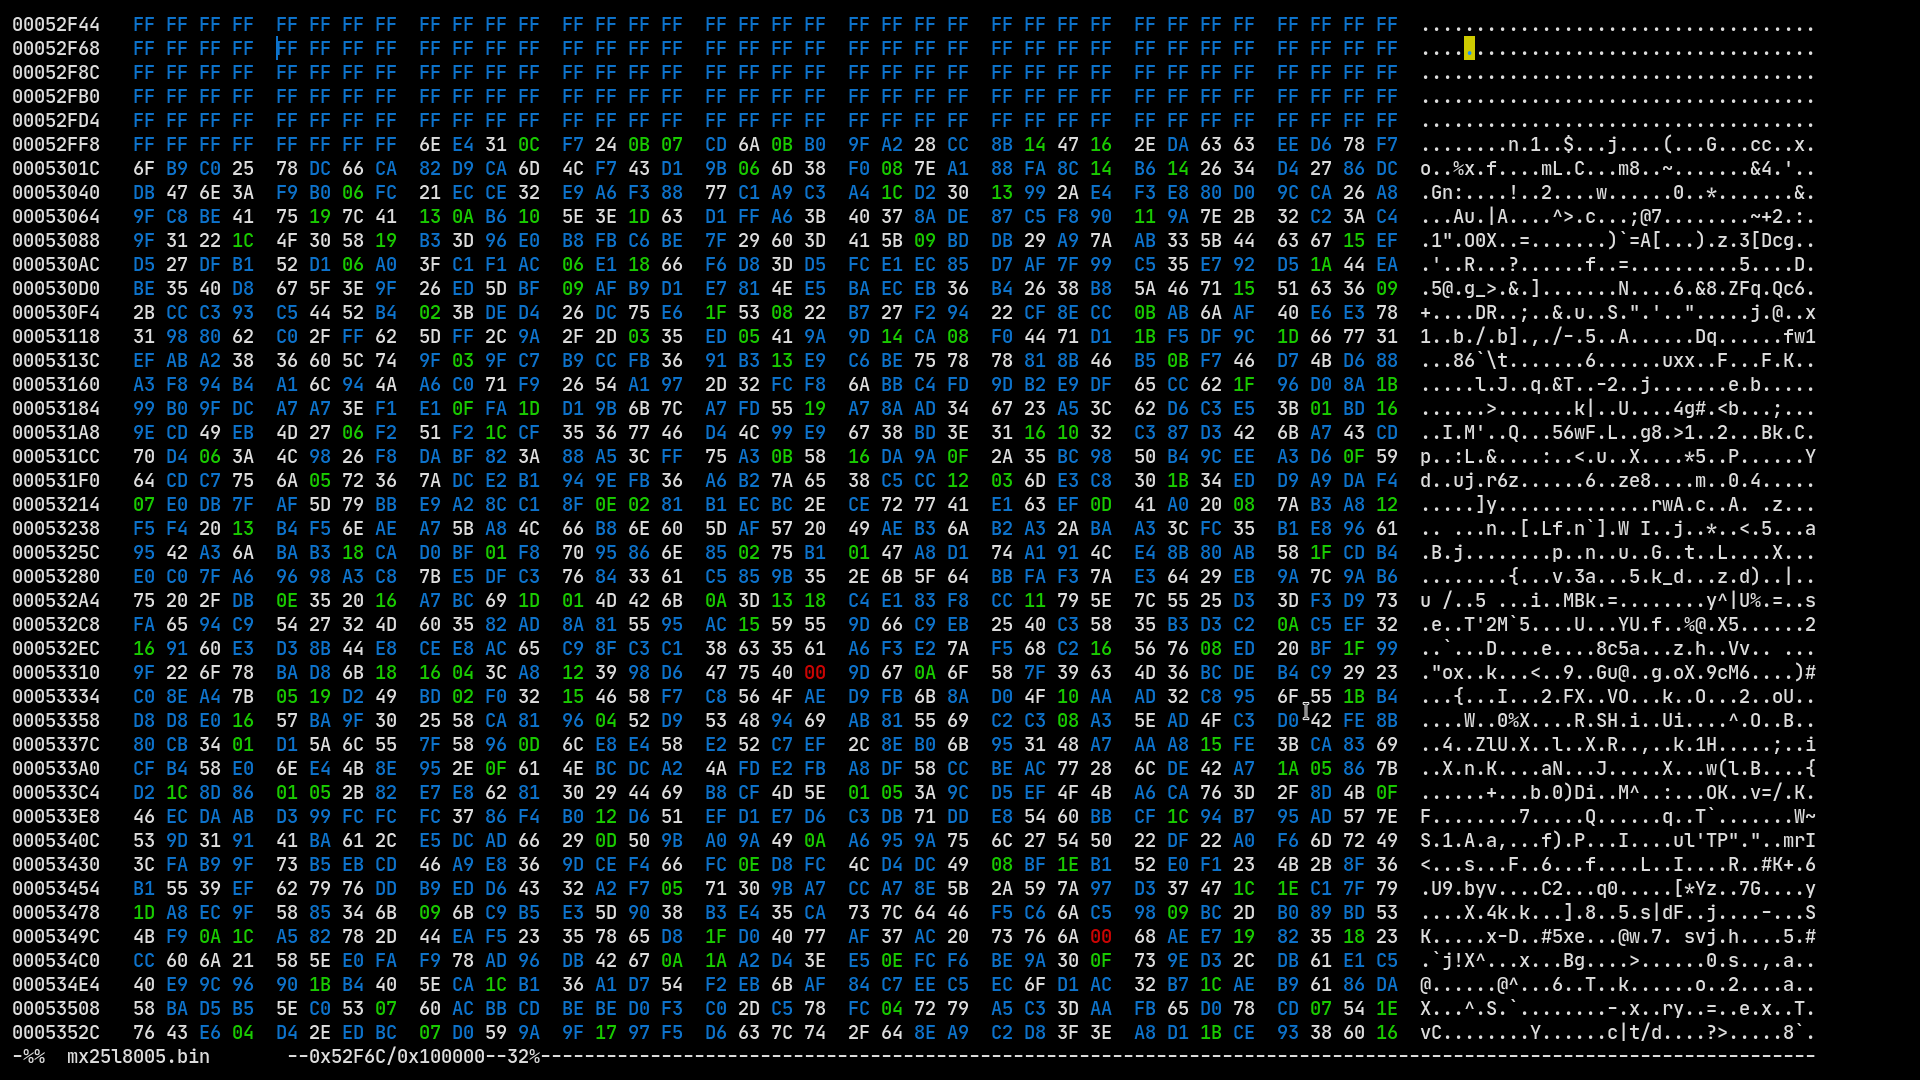 00052F44 FF FF FF FF FF FF FF FF FF FF FF FF FF FF FF FF FF FF FF FF FF FF FF FF FF FF FF FF FF FF FF FF FF FF FF FF ....................................
00052F68 FF FF FF FF FF FF FF FF FF FF FF FF FF FF FF FF FF FF FF FF FF FF FF FF FF FF FF FF FF FF FF FF FF FF FF FF ....................................
00052F8C FF FF FF FF FF FF FF FF FF FF FF FF FF FF FF FF FF FF FF FF FF FF FF FF FF FF FF FF FF FF FF FF FF FF FF FF ....................................
00052FB0 FF FF FF FF FF FF FF FF FF FF FF FF FF FF FF FF FF FF FF FF FF FF FF FF FF FF FF FF FF FF FF FF FF FF FF FF ....................................
00052FD4 FF FF FF FF FF FF FF FF FF FF FF FF FF FF FF FF FF FF FF FF FF FF FF FF FF FF FF FF FF FF FF FF FF FF FF FF ....................................
00052FF8 FF FF FF FF FF FF FF FF 6E E4 31 0C F7 24 0B 07 CD 6A 0B B0 9F A2 28 CC 8B 14 47 16 2E DA 63 63 EE D6 78 F7 ........n.1..$...j....(...G...cc..x.
0005301C 6F B9 C0 25 78 DC 66 CA 82 D9 CA 6D 4C F7 43 D1 9B 06 6D 38 F0 08 7E A1 88 FA 8C 14 B6 14 26 34 D4 27 86 DC o..%x.f....mL.C...m8..~.......&4.'..
00053040 DB 47 6E 3A F9 B0 06 FC 21 EC CE 32 E9 A6 F3 88 77 C1 A9 C3 A4 1C D2 30 13 99 2A E4 F3 E8 80 D0 9C CA 26 A8 .Gn:....!..2....w......0..*.......&.
00053064 9F C8 BE 41 75 19 7C 41 13 0A B6 10 5E 3E 1D 63 D1 FF A6 3B 40 37 8A DE 87 C5 F8 90 11 9A 7E 2B 32 C2 3A C4 ...Au.|A....^>.c...;@7........~+2.:.
00053088 9F 31 22 1C 4F 30 58 19 B3 3D 96 E0 B8 FB C6 BE 7F 29 60 3D 41 5B 09 BD DB 29 A9 7A AB 33 5B 44 63 67 15 EF .1".O0X..=.......)`=A[...).z.3[Dcg..
000530AC D5 27 DF B1 52 D1 06 A0 3F C1 F1 AC 06 E1 18 66 F6 D8 3D D5 FC E1 EC 85 D7 AF 7F 99 C5 35 E7 92 D5 1A 44 EA .'..R...?......f..=..........5....D.
000530D0 BE 35 40 D8 67 5F 3E 9F 26 ED 5D BF 09 AF B9 D1 E7 81 4E E5 BA EC EB 36 B4 26 38 B8 5A 46 71 15 51 63 36 09 .5@.g_>.&.].......N....6.&8.ZFq.Qc6.
000530F4 2B CC C3 93 C5 44 52 B4 02 3B DE D4 26 DC 75 E6 1F 53 08 22 B7 27 F2 94 22 CF 8E CC 0B AB 6A AF 40 E6 E3 78 +....DR..;..&.u..S.".'..".....j.@..x
00053118 31 98 80 62 C0 2F FF 62 5D FF 2C 9A 2F 2D 03 35 ED 05 41 9A 9D 14 CA 08 F0 44 71 D1 1B F5 DF 9C 1D 66 77 31 1..b./.b].,./-.5..A......Dq......fw1
0005313C EF AB A2 38 36 60 5C 74 9F 03 9F C7 B9 CC FB 36 91 B3 13 E9 C6 BE 75 78 78 81 8B 46 B5 0B F7 46 D7 4B D6 88 ...86`\t.......6......uxx..F...F.K..
00053160 A3 F8 94 B4 A1 6C 94 4A A6 C0 71 F9 26 54 A1 97 2D 32 FC F8 6A BB C4 FD 9D B2 E9 DF 65 CC 62 1F 96 D0 8A 1B .....l.J..q.&T..-2..j.......e.b.....
00053184 99 B0 9F DC A7 A7 3E F1 E1 0F FA 1D D1 9B 6B 7C A7 FD 55 19 A7 8A AD 34 67 23 A5 3C 62 D6 C3 E5 3B 01 BD 16 ......>.......k|..U....4g#.<b...;...
000531A8 9E CD 49 EB 4D 27 06 F2 51 F2 1C CF 35 36 77 46 D4 4C 99 E9 67 38 BD 3E 31 16 10 32 C3 87 D3 42 6B A7 43 CD ..I.M'..Q...56wF.L..g8.>1..2...Bk.C.
000531CC 70 D4 06 3A 4C 98 26 F8 DA BF 82 3A 88 A5 3C FF 75 A3 0B 58 16 DA 9A 0F 2A 35 BC 98 50 B4 9C EE A3 D6 0F 59 p..:L.&....:..<.u..X....*5..P......Y
000531F0 64 CD C7 75 6A 05 72 36 7A DC E2 B1 94 9E FB 36 A6 B2 7A 65 38 C5 CC 12 03 6D E3 C8 30 1B 34 ED D9 A9 DA F4 d..uj.r6z......6..ze8....m..0.4.....
00053214 07 E0 DB 7F AF 5D 79 BB E9 A2 8C C1 8F 0E 02 81 B1 EC BC 2E CE 72 77 41 E1 63 EF 0D 41 A0 20 08 7A B3 A8 12 .....]y..............rwA.c..A. .z...
00053238 F5 F4 20 13 B4 F5 6E AE A7 5B A8 4C 66 B8 6E 60 5D AF 57 20 49 AE B3 6A B2 A3 2A BA A3 3C FC 35 B1 E8 96 61 .. ...n..[.Lf.n`].W I..j..*..<.5...a
0005325C 95 42 A3 6A BA B3 18 CA D0 BF 01 F8 70 95 86 6E 85 02 75 B1 01 47 A8 D1 74 A1 91 4C E4 8B 80 AB 58 1F CD B4 .B.j........p..n..u..G..t..L....X...
00053280 E0 C0 7F A6 96 98 A3 C8 7B E5 DF C3 76 84 33 61 C5 85 9B 35 2E 6B 5F 64 BB FA F3 7A E3 64 29 EB 9A 7C 9A B6 ........{...v.3a...5.k_d...z.d)..|..
000532A4 75 20 2F DB 0E 35 20 16 A7 BC 69 1D 01 4D 42 6B 0A 3D 13 18 C4 E1 83 F8 CC 11 79 5E 7C 55 25 D3 3D F3 D9 73 u /..5 ...i..MBk.=........y^|U%.=..s
000532C8 FA 65 94 C9 54 27 32 4D 60 35 82 AD 8A 81 55 95 AC 15 59 55 9D 66 C9 EB 25 40 C3 58 35 B3 D3 C2 0A C5 EF 32 .e..T'2M`5....U...YU.f..%@.X5......2
000532EC 16 91 60 E3 D3 8B 44 E8 CE E8 AC 65 C9 8F C3 C1 38 63 35 61 A6 F3 E2 7A F5 68 C2 16 56 76 08 ED 20 BF 1F 99 ..`...D....e....8c5a...z.h..Vv.. ...
00053310 9F 22 6F 78 BA D8 6B 18 16 04 3C A8 12 39 98 D6 47 75 40 00 9D 67 0A 6F 58 7F 39 63 4D 36 BC DE B4 C9 29 23 ."ox..k...<..9..Gu@..g.oX.9cM6....)#
00053334 C0 8E A4 7B 05 19 D2 49 BD 02 F0 32 15 46 58 F7 C8 56 4F AE D9 FB 6B 8A D0 4F 10 AA AD 32 C8 95 6F 55 1B B4 ...{...I...2.FX..VO...k..O...2..oU..
00053358 D8 D8 E0 16 57 BA 9F 30 25 58 CA 81 96 04 52 D9 53 48 94 69 AB 81 55 69 C2 C3 08 A3 5E AD 4F C3 D0 42 FE 8B ....W..0%X....R.SH.i..Ui....^.O..B..
0005337C 80 CB 34 01 D1 5A 6C 55 7F 58 96 0D 6C E8 E4 58 E2 52 C7 EF 2C 8E B0 6B 95 31 48 A7 AA A8 15 FE 3B CA 83 69 ..4..ZlU.X..l..X.R..,..k.1H.....;..i
000533A0 CF B4 58 E0 6E E4 4B 8E 95 2E 0F 61 4E BC DC A2 4A FD E2 FB A8 DF 58 CC BE AC 77 28 6C DE 42 A7 1A 05 86 7B ..X.n.K....aN...J.....X...w(l.B....{
000533C4 D2 1C 8D 86 01 05 2B 82 E7 E8 62 81 30 29 44 69 B8 CF 4D 5E 01 05 3A 9C D5 EF 4F 4B A6 CA 76 3D 2F 8D 4B 0F ......+...b.0)Di..M^..:...OK..v=/.K.
000533E8 46 EC DA AB D3 99 FC FC FC 37 86 F4 B0 12 D6 51 EF D1 E7 D6 C3 DB 71 DD E8 54 60 BB CF 1C 94 B7 95 AD 57 7E F........7.....Q......q..T`.......W~
0005340C 53 9D 31 91 41 BA 61 2C E5 DC AD 66 29 0D 50 9B A0 9A 49 0A A6 95 9A 75 6C 27 54 50 22 DF 22 A0 F6 6D 72 49 S.1.A.a,...f).P...I....ul'TP"."..mrI
00053430 3C FA B9 9F 73 B5 EB CD 46 A9 E8 36 9D CE F4 66 FC 0E D8 FC 4C D4 DC 49 08 BF 1E B1 52 E0 F1 23 4B 2B 8F 36 <...s...F..6...f....L..I....R..#K+.6
00053454 B1 55 39 EF 62 79 76 DD B9 ED D6 43 32 A2 F7 05 71 30 9B A7 CC A7 8E 5B 2A 59 7A 97 D3 37 47 1C 1E C1 7F 79 .U9.byv....C2...q0.....[*Yz..7G....y
00053478 1D A8 EC 9F 58 85 34 6B 09 6B C9 B5 E3 5D 90 38 B3 E4 35 CA 73 7C 64 46 F5 C6 6A C5 98 09 BC 2D B0 89 BD 53 ....X.4k.k...].8..5.s|dF..j....-...S
0005349C 4B F9 0A 1C A5 82 78 2D 44 EA F5 23 35 78 65 D8 1F D0 40 77 AF 37 AC 20 73 76 6A 00 68 AE E7 19 82 35 18 23 K.....x-D..#5xe...@w.7. svj.h....5.#
000534C0 CC 60 6A 21 58 5E E0 FA F9 78 AD 96 DB 42 67 0A 1A A2 D4 3E E5 0E FC F6 BE 9A 30 0F 73 9E D3 2C DB 61 E1 C5 .`j!X^...x...Bg....>......0.s..,.a..
000534E4 40 E9 9C 96 90 1B B4 40 5E CA 1C B1 36 A1 D7 54 F2 EB 6B AF 84 C7 EE C5 EC 6F D1 AC 32 B7 1C AE B9 61 86 DA @......@^...6..T..k......o..2....a..
00053508 58 BA D5 B5 5E C0 53 07 60 AC BB CD BE BE D0 F3 C0 2D C5 78 FC 04 72 79 A5 C3 3D AA FB 65 D0 78 CD 07 54 1E X...^.S.`........-.x..ry..=..e.x..T.
0005352C 76 43 E6 04 D4 2E ED BC 07 D0 59 9A 9F 17 97 F5 D6 63 7C 74 2F 64 8E A9 C2 D8 3F 3E A8 D1 1B CE 93 38 60 16 vC........Y......c|t/d....?>.....8`.
-%% mx25l8005.bin --0x52F6C/0x100000--32%--------------------------------------------------------------------------------------------------------------------